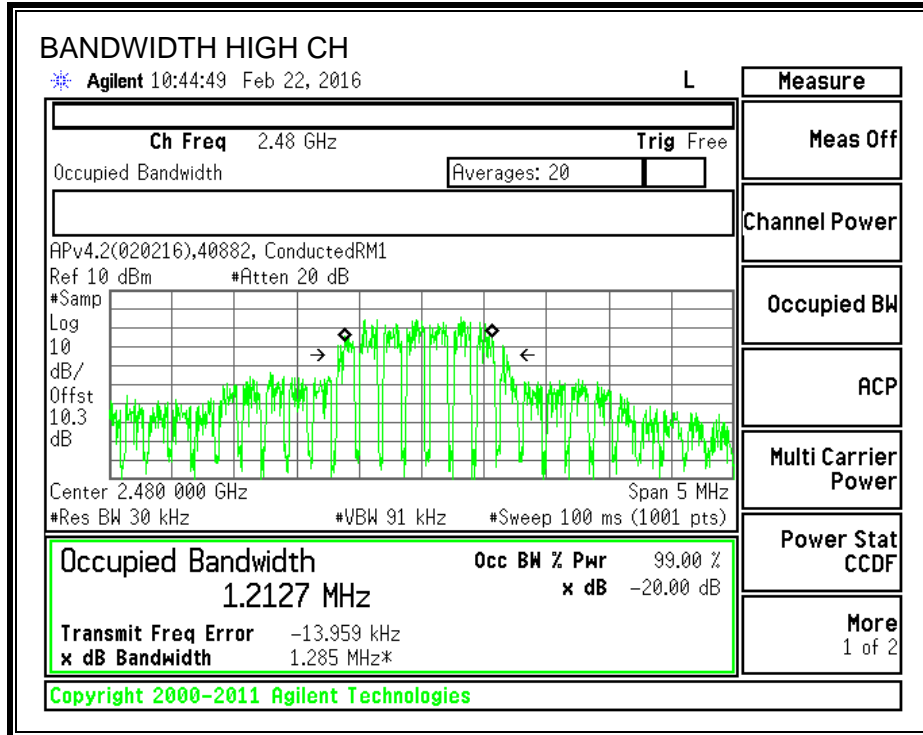 BANDWIDTH HIGH CH
Agilent 10:44:49 Feb 22, 2016 L
Measure
Ch Freq 2.48 GHz Trig Free
Meas Off
Occupied Bandwidth Averages: 20
Channel Power
APv4.2(020216),40882, ConductedRM1
Ref 10 dBm #Atten 20 dB
#Samp
Log
10
dB/
Offst
10.3
dB
Occupied BW
ACP
Multi Carrier
Power
Center 2.480 000 GHz Span 5 MHz
#Res BW 30 kHz #VBW 91 kHz #Sweep 100 ms (1001 pts)
Occupied Bandwidth Occ BW % Pwr 99.00 %
1.2127 MHz x dB -20.00 dB
Transmit Freq Error -13.959 kHz
x dB Bandwidth 1.285 MHz*
Power Stat
CCDF
More
1 of 2
Copyright 2000-2011 Agilent Technologies